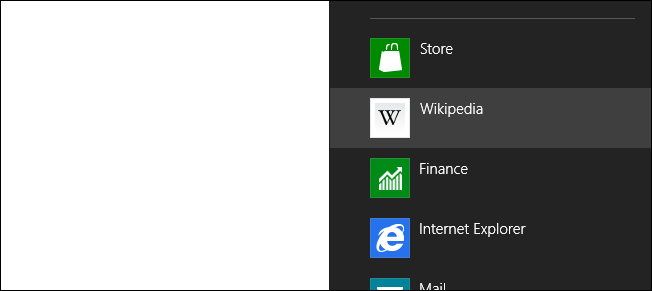 Store
W
Wikipedia
Finance
Internet Explorer
Mail